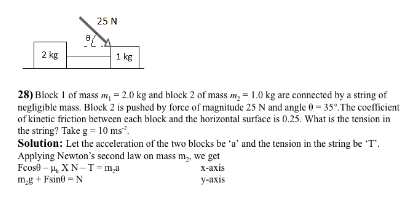 25 N
θ
2 kg
1 kg
28) Block 1 of mass m₁ = 2.0 kg and block 2 of mass m₂ = 1.0 kg are connected by a string of
negligible mass. Block 2 is pushed by force of magnitude 25 N and angle θ = 35°.The coefficient
of kinetic friction between each block and the horizontal surface is 0.25. What is the tension in
the string? Take g = 10 ms⁻².
Solution: Let the acceleration of the two blocks be ‘a’ and the tension in the string be ‘T’.
Applying Newton's second law on mass m₂, we get
Fcosθ – μₖ X N – T = m₂a x-axis
m₂g + Fsinθ = N y-axis